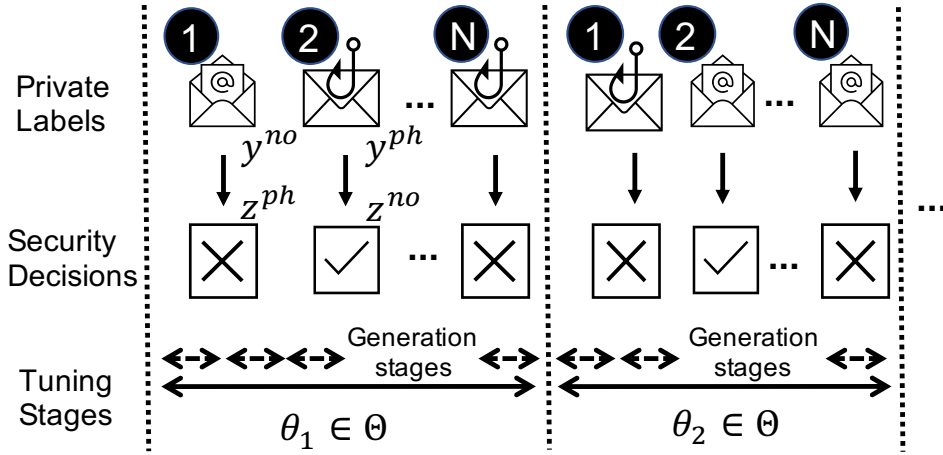 1 2 N 1 2 N
Private
Labels
@ ... @ ... @
y^{no} y^{ph}
z^{ph} z^{no}
...
Security
Decisions
... ...
Generation
stages
Generation
stages
Tuning
Stages
θ_1 ∈ Θ θ_2 ∈ Θ